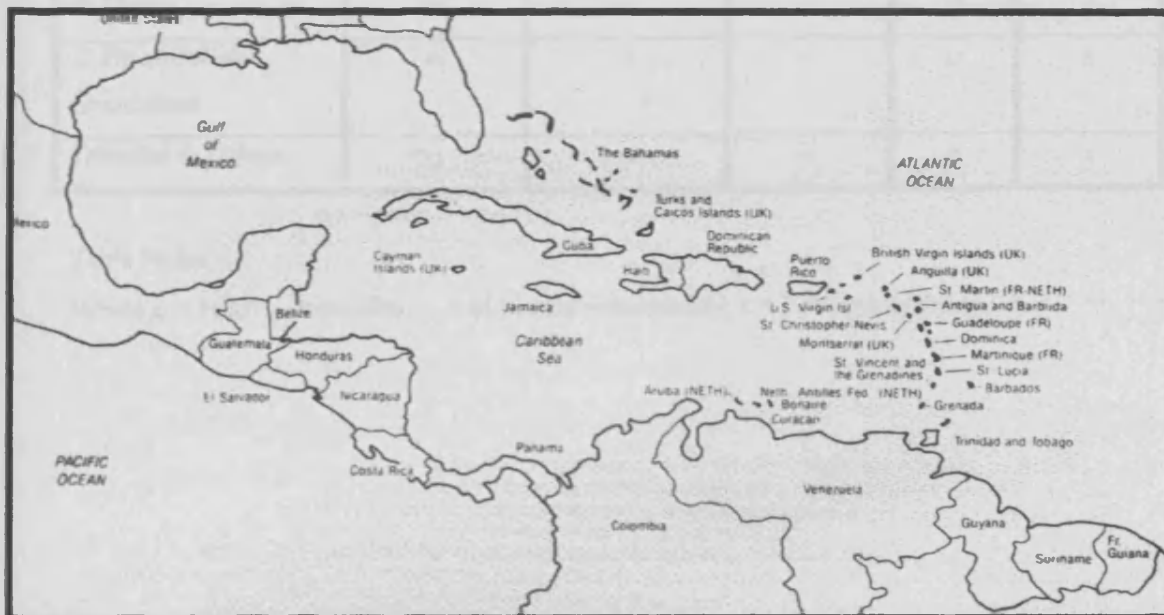 United States
Gulf
of
Mexico
Mexico
The Bahamas
ATLANTIC
OCEAN
Turks and
Caicos Islands (UK)
Cuba
Dominican
Republic
Cayman
Islands (UK)
Haiti
Puerto
Rico
British Virgin Islands (UK)
Anguilla (UK)
St. Martin (FR-NETH)
Jamaica
U.S. Virgin Isl
Antigua and Barbuda
Belize
St. Christopher-Nevis
Guadeloupe (FR)
Guatemala
Honduras
Caribbean
Sea
Montserrat (UK)
Dominica
St. Vincent and
the Grenadines
Martinique (FR)
St. Lucia
El Salvador
Nicaragua
Aruba (NETH)
Neth. Antilles Fed. (NETH)
Bonaire
Curacao
Barbados
Grenada
Trinidad and Tobago
PACIFIC
OCEAN
Costa Rica
Panama
Venezuela
Colombia
Guyana
Suriname
Fr.
Guiana